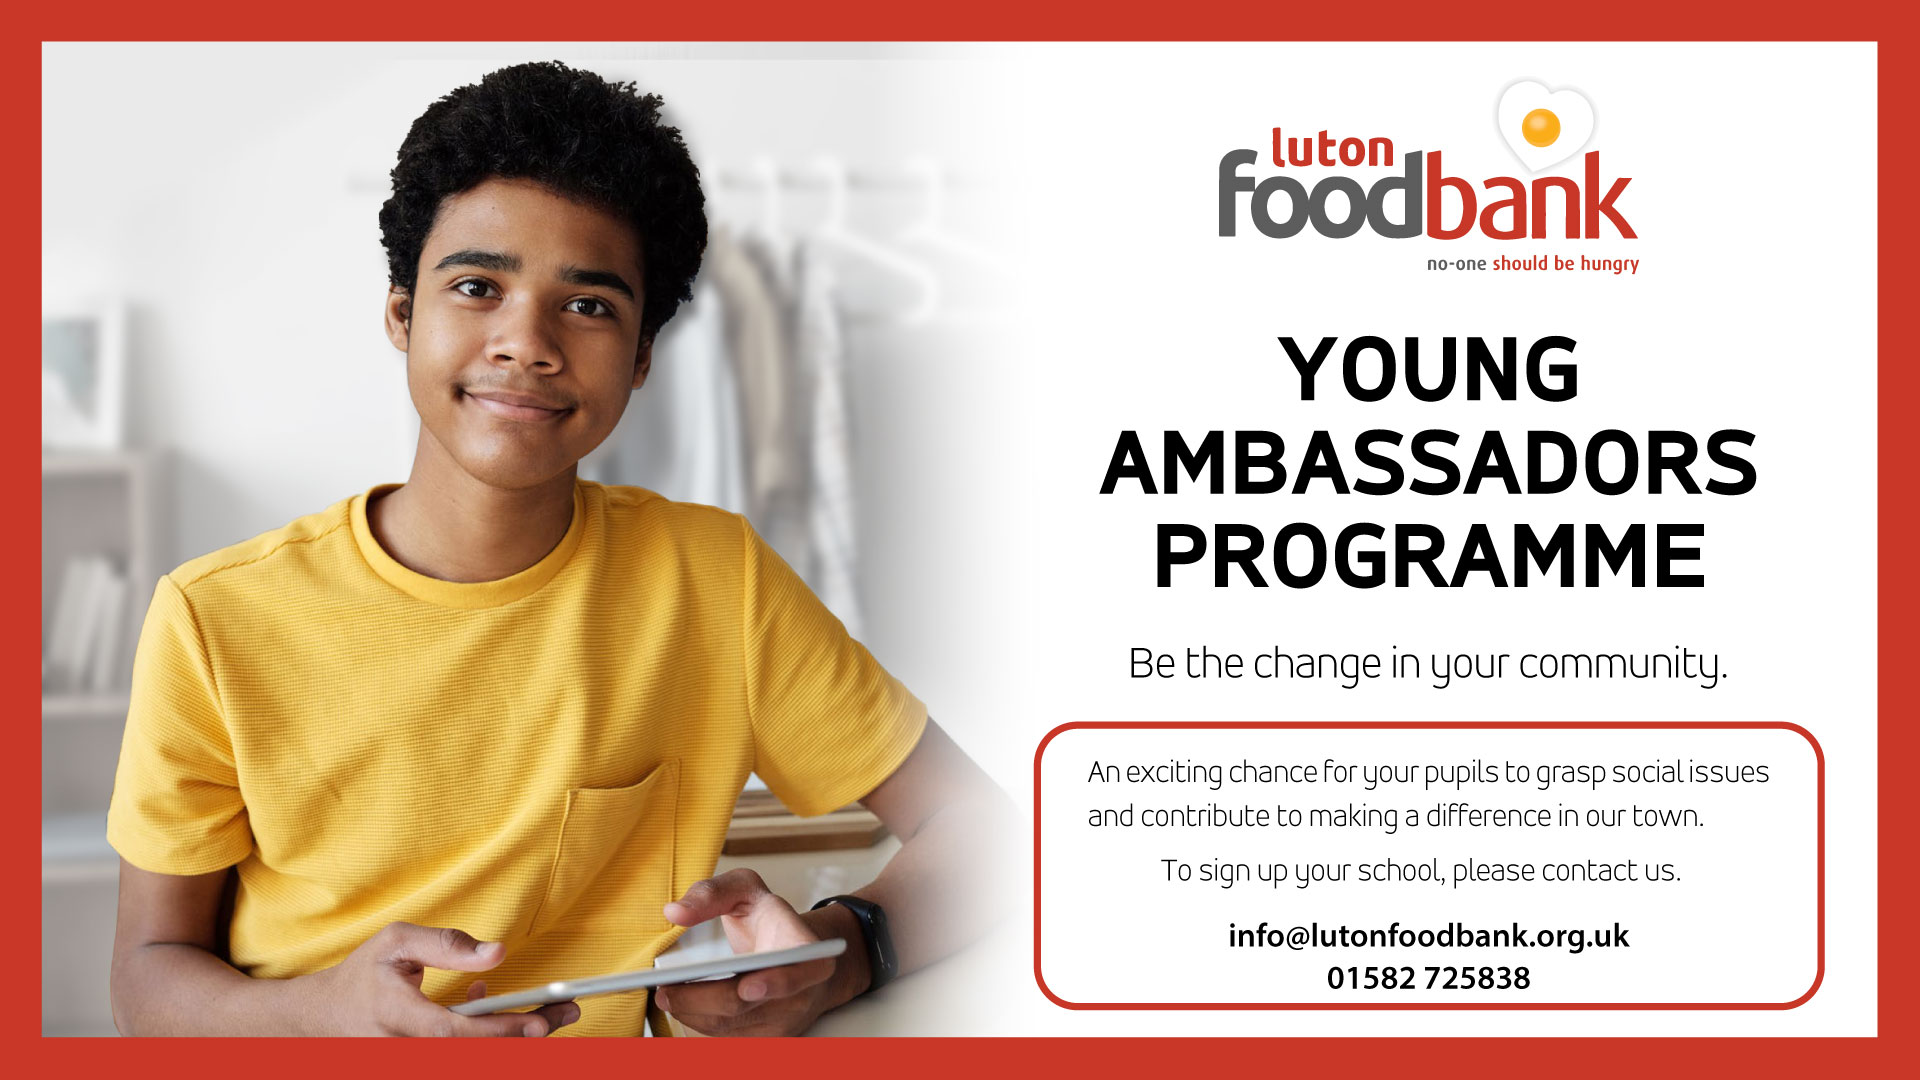 luton
foodbank
no-one should be hungry
YOUNG
AMBASSADORS
PROGRAMME
Be the change in your community.
An exciting chance for your pupils to grasp social issues
and contribute to making a difference in our town.
To sign up your school, please contact us.
info@lutonfoodbank.org.uk
01582 725838